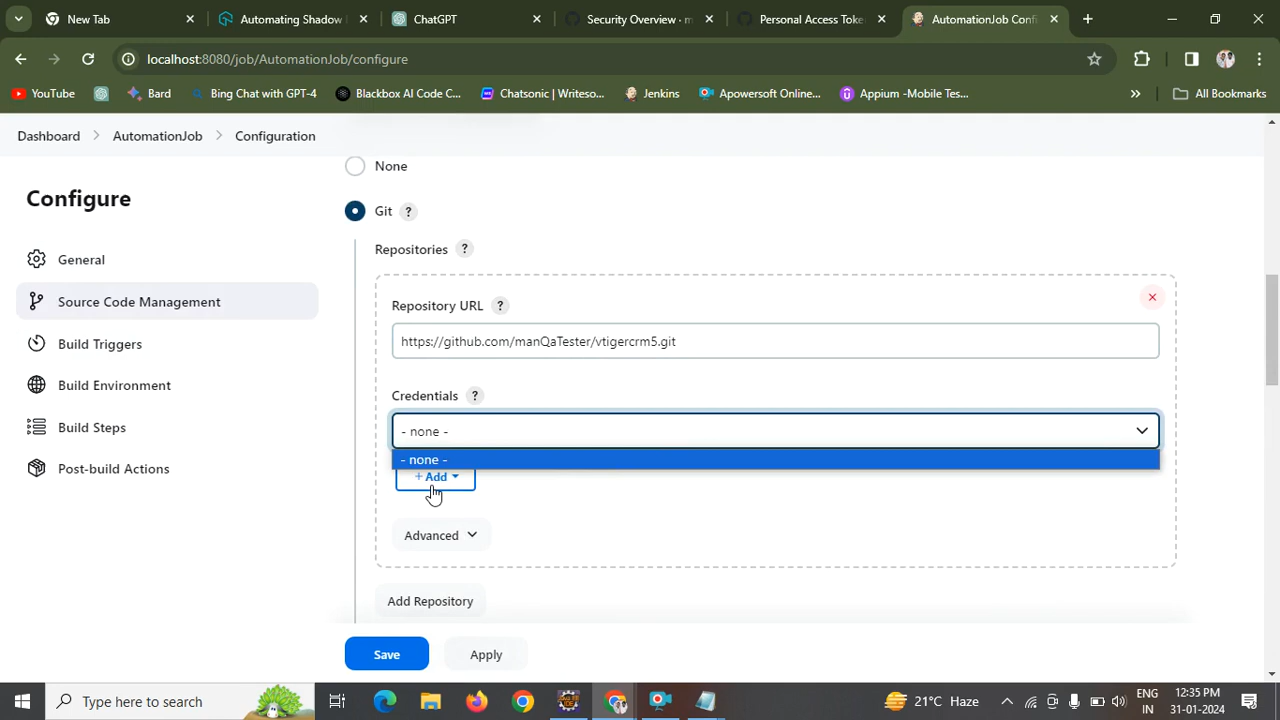 New Tab
Automating Shadow
ChatGPT
Security Overview - m
Personal Access Toke
AutomationJob Confi
localhost:8080/job/AutomationJob/configure
YouTube
Bard
Bing Chat with GPT-4
Blackbox AI Code C...
Chatsonic | Writeso...
Jenkins
Apowersoft Online...
Appium -Mobile Tes...
»
All Bookmarks
Dashboard
AutomationJob
Configuration
Configure
General
Source Code Management
Build Triggers
Build Environment
Build Steps
Post-build Actions
None
Git ?
Repositories ?
Repository URL ?
https://github.com/manQaTester/vtigercrm5.git
Credentials ?
- none -
- none -
+ Add
Advanced
Add Repository
Save
Apply
Type here to search
21°C Haze
ENG
IN
12:35 PM
31-01-2024